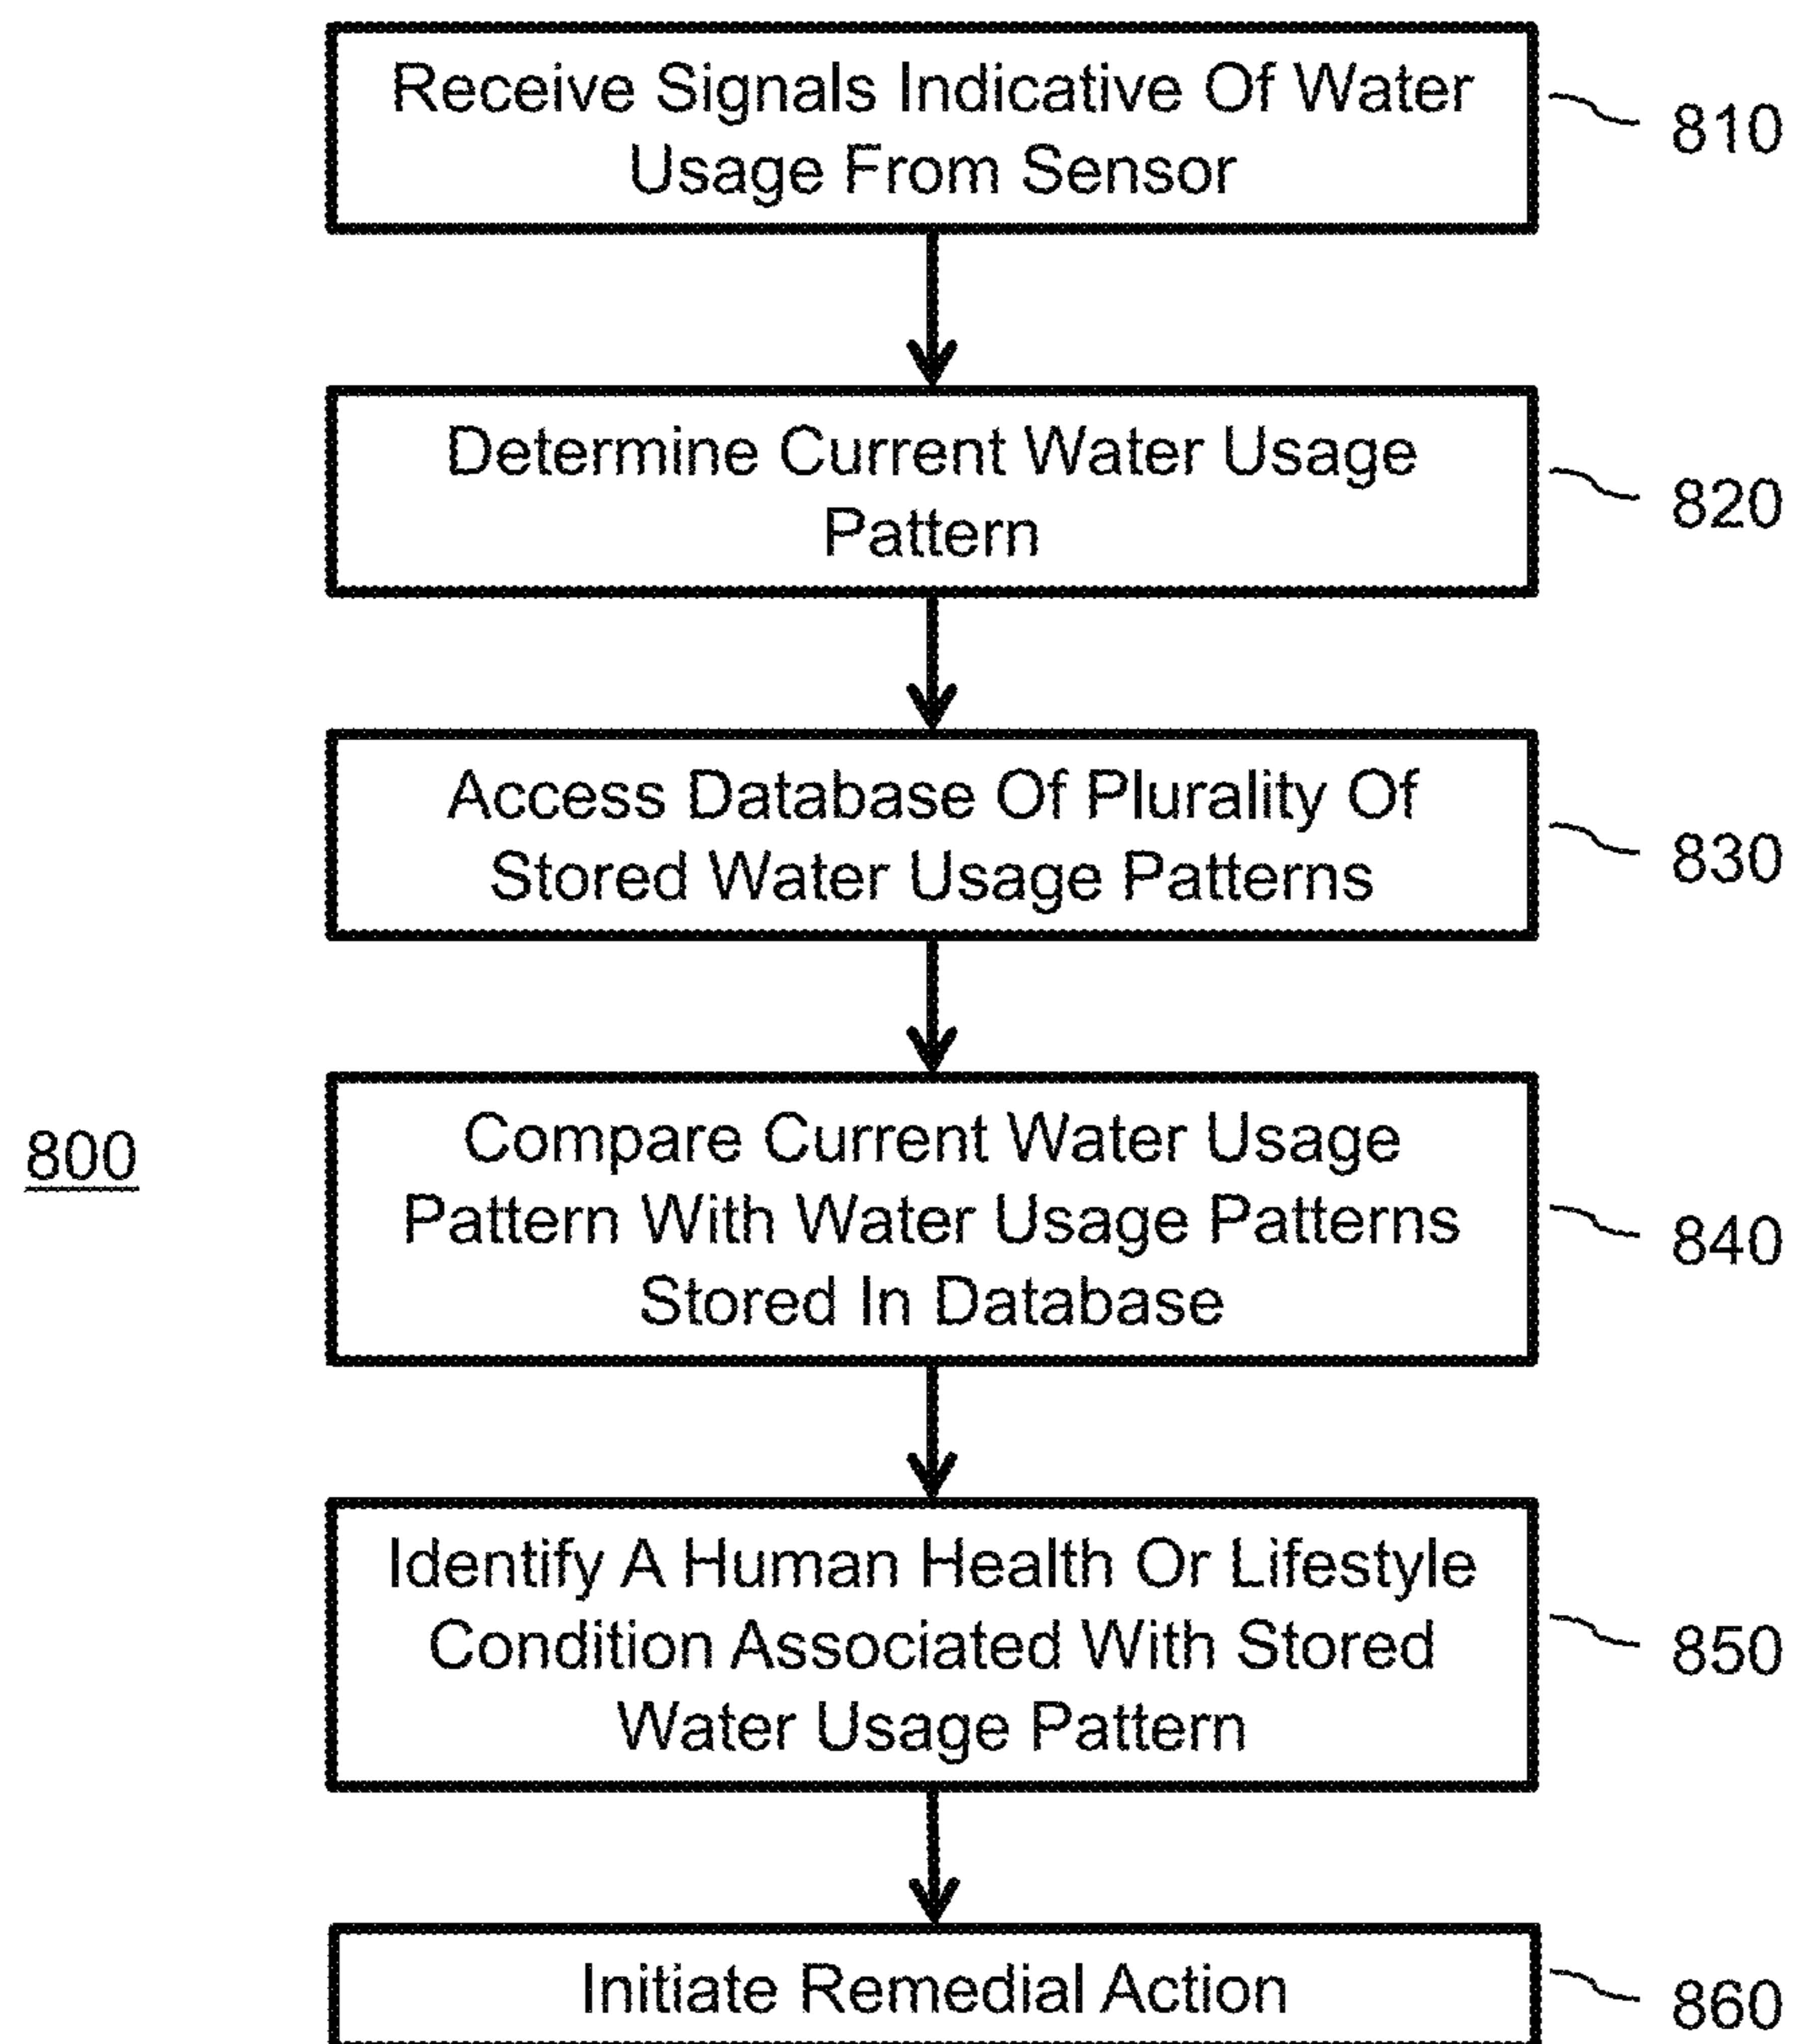 Receive Signals Indicative Of Water
Usage From Sensor
810
Determine Current Water Usage
Pattern
820
Access Database Of Plurality Of
Stored Water Usage Patterns
830
800
Compare Current Water Usage
Pattern With Water Usage Patterns
Stored In Database
840
Identify A Human Health Or Lifestyle
Condition Associated With Stored
Water Usage Pattern
850
Initiate Remedial Action
860